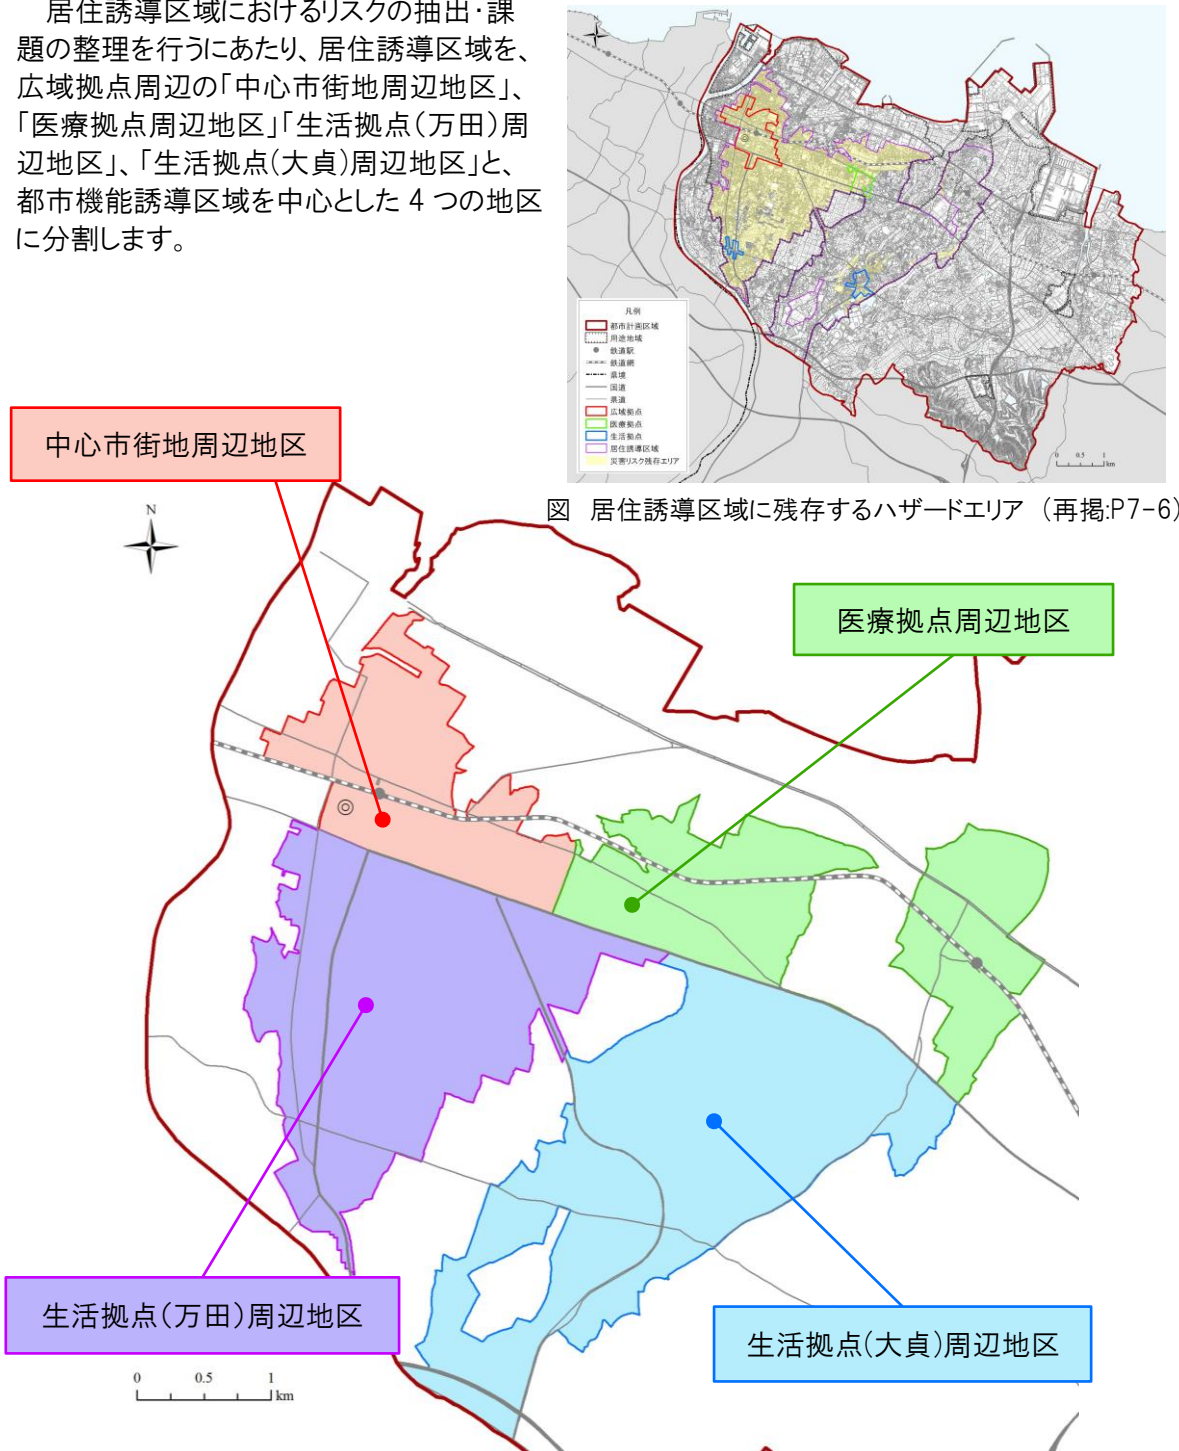 居住誘導区域におけるリスクの抽出・課
題の整理を行うにあたり、居住誘導区域を、
広域拠点周辺の「中心市街地周辺地区」、
「医療拠点周辺地区」「生活拠点(万田)周
辺地区」、「生活拠点(大貞)周辺地区」と、
都市機能誘導区域を中心とした 4 つの地区
に分割します。
凡例
都市計画区域
用途地域
鉄道駅
鉄道網
県境
国道
県道
広域拠点
医療拠点
生活拠点
居住誘導区域
災害リスク残存エリア
0 0.5 1
km
図 居住誘導区域に残存するハザードエリア (再掲:P7-6)
中心市街地周辺地区
N
医療拠点周辺地区
生活拠点(万田)周辺地区
生活拠点(大貞)周辺地区
0 0.5 1
km